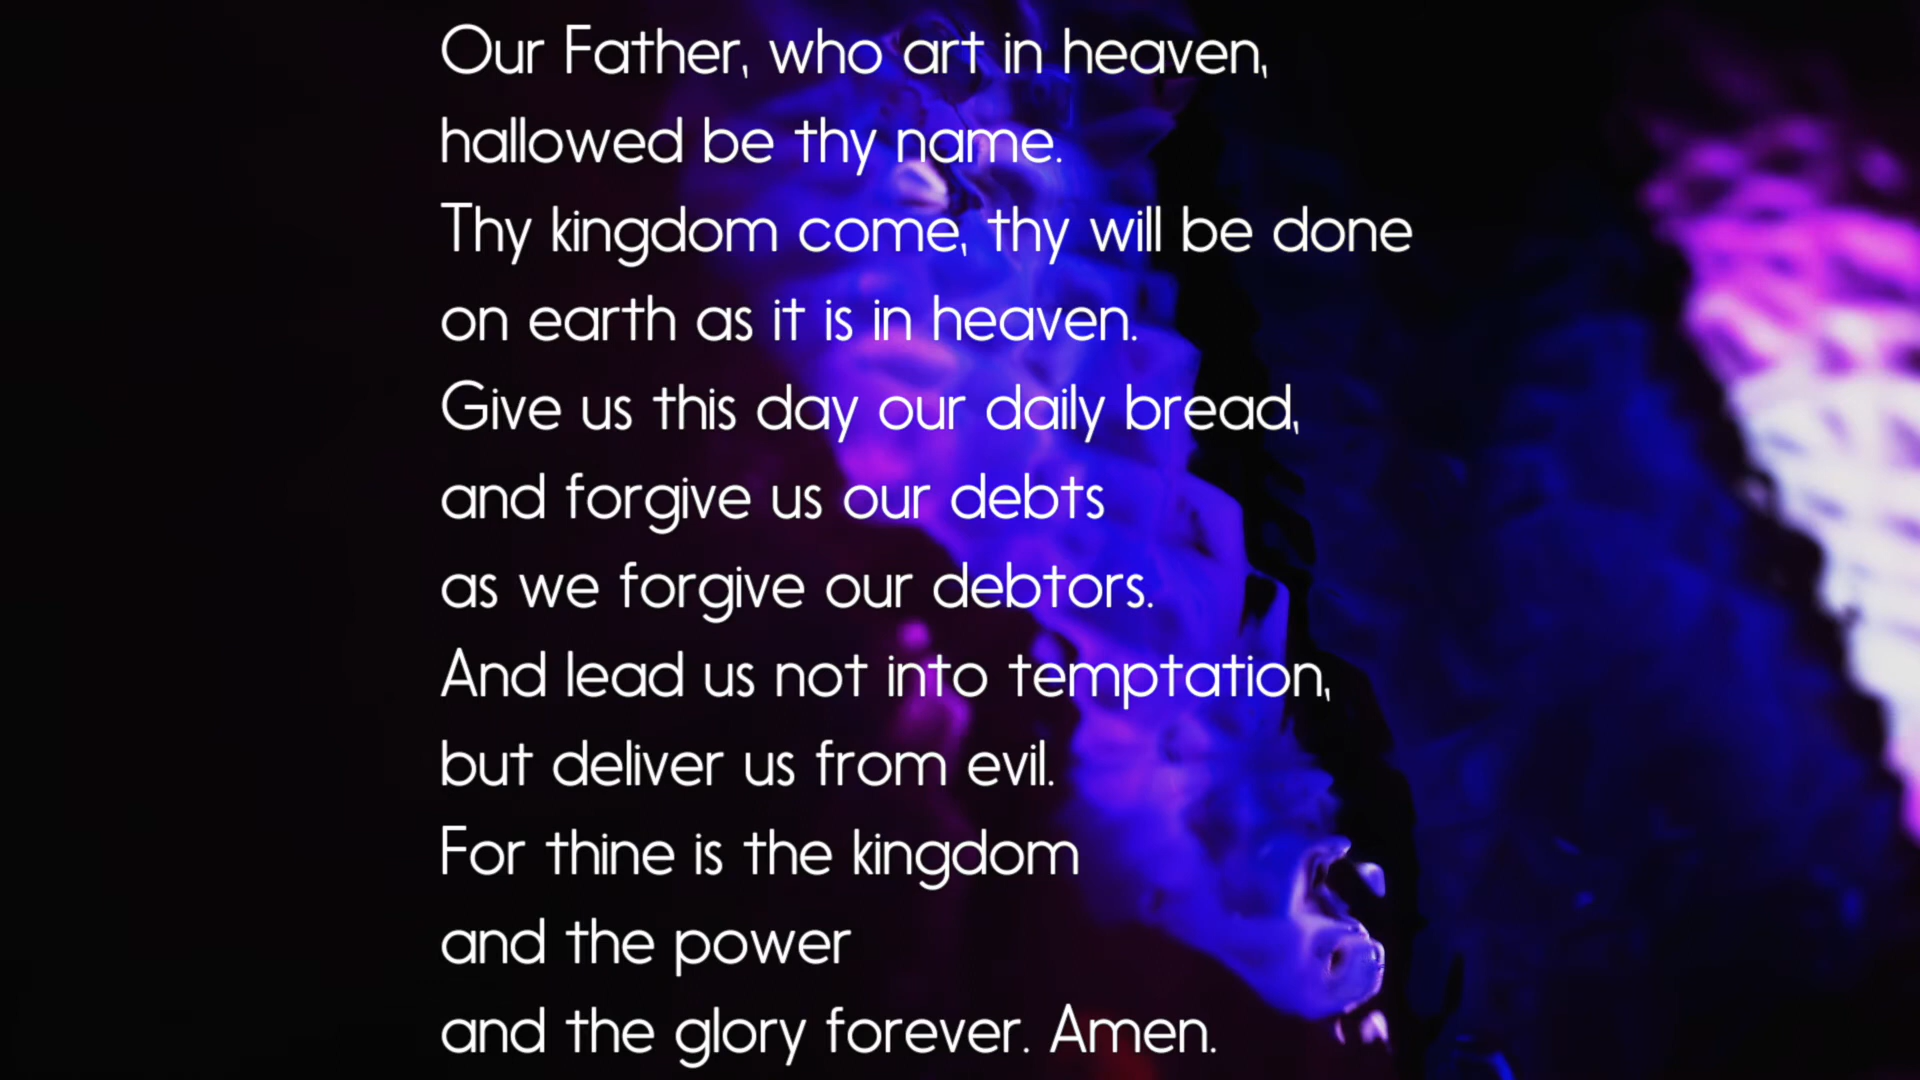 Our Father, who art in heaven,
hallowed be thy name.
Thy kingdom come, thy will be done
on earth as it is in heaven.
Give us this day our daily bread,
and forgive us our debts
as we forgive our debtors.
And lead us not into temptation,
but deliver us from evil.
For thine is the kingdom
and the power
and the glory forever. Amen.